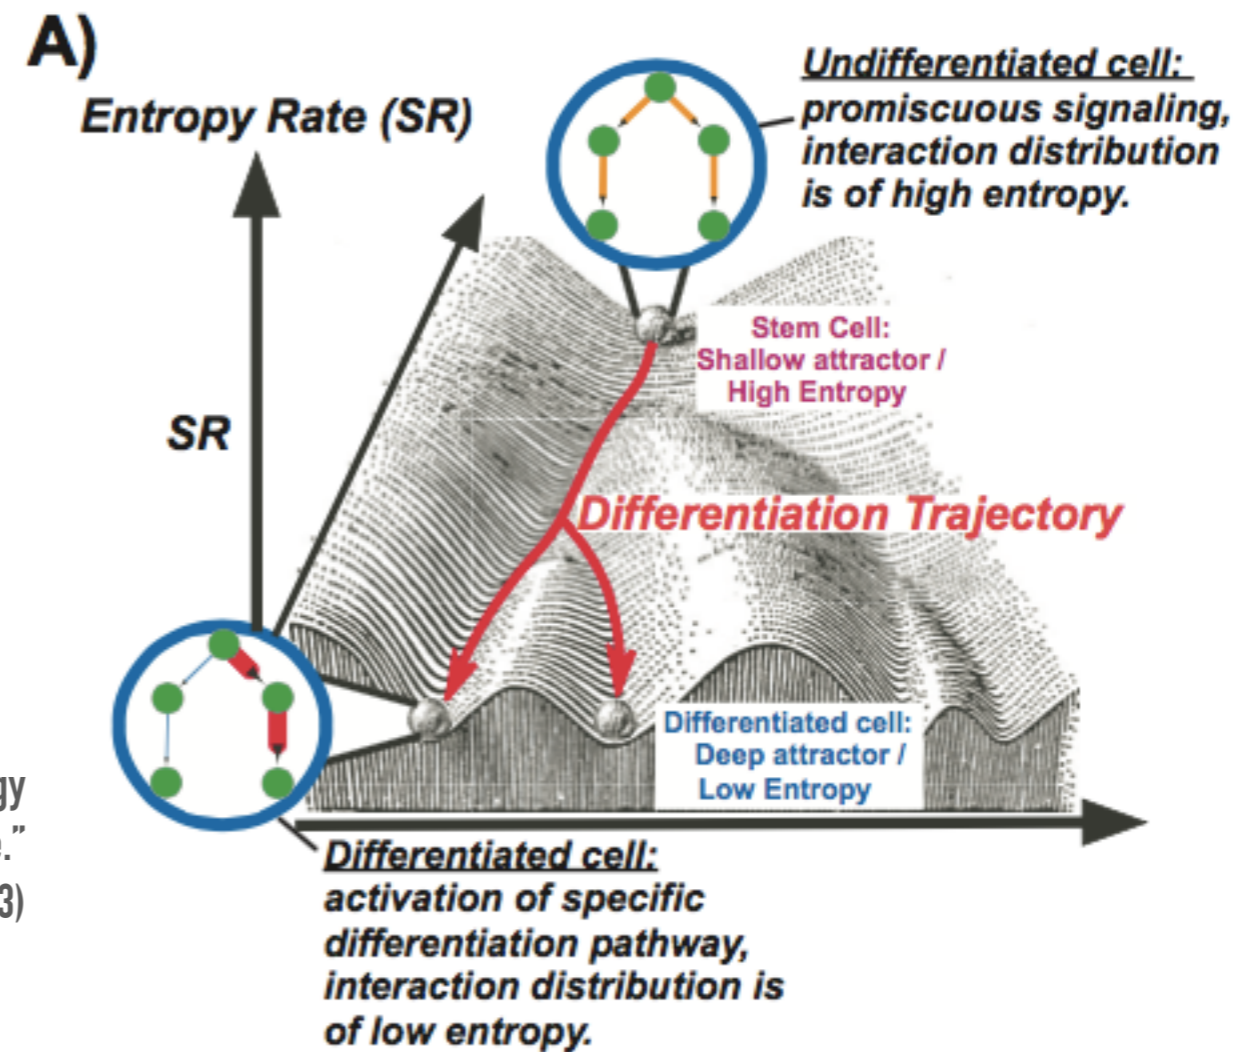 A)
Entropy Rate (SR)
Undifferentiated cell:
promiscuous signaling,
interaction distribution
is of high entropy.
Stem Cell:
Shallow attractor /
High Entropy
SR
Differentiation Trajectory
Differentiated cell:
Deep attractor /
Low Entropy
gy
e.”
3)
Differentiated cell:
activation of specific
differentiation pathway,
interaction distribution is
of low entropy.